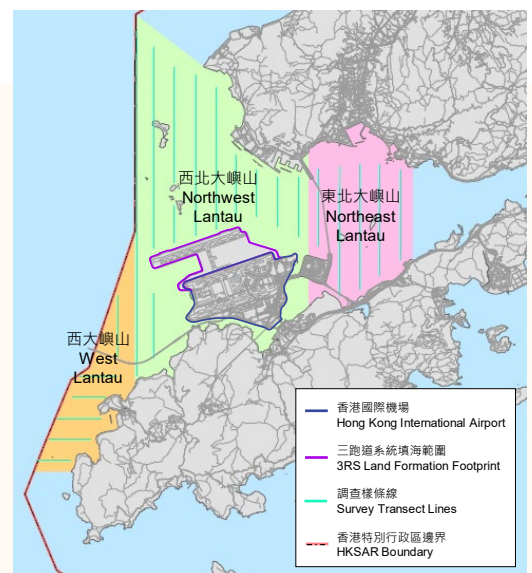 西北大嶼山
Northwest
Lantau
東北大嶼山
Northeast
Lantau
西大嶼山
West
Lantau
香港國際機場
Hong Kong International Airport
三跑道系統填海範圍
3RS Land Formation Footprint
調查樣條線
Survey Transect Lines
香港特別行政區邊界
HKSAR Boundary